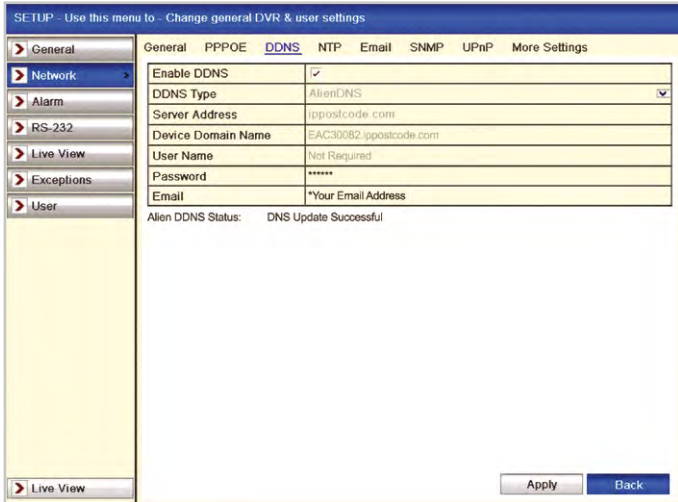 SETUP - Use this menu to - Change general DVR & user settings
General
Network
Alarm
RS-232
Live View
Exceptions
User
Live View
General PPPOE DDNS NTP Email SNMP UPnP More Settings
Enable DDNS
DDNS Type AlienDNS
Server Address ippostcode.com
Device Domain Name EAC30082.ippostcode.com
User Name Not Required
Password ******
Email *Your Email Address
Alien DDNS Status: DNS Update Successful
Apply Back